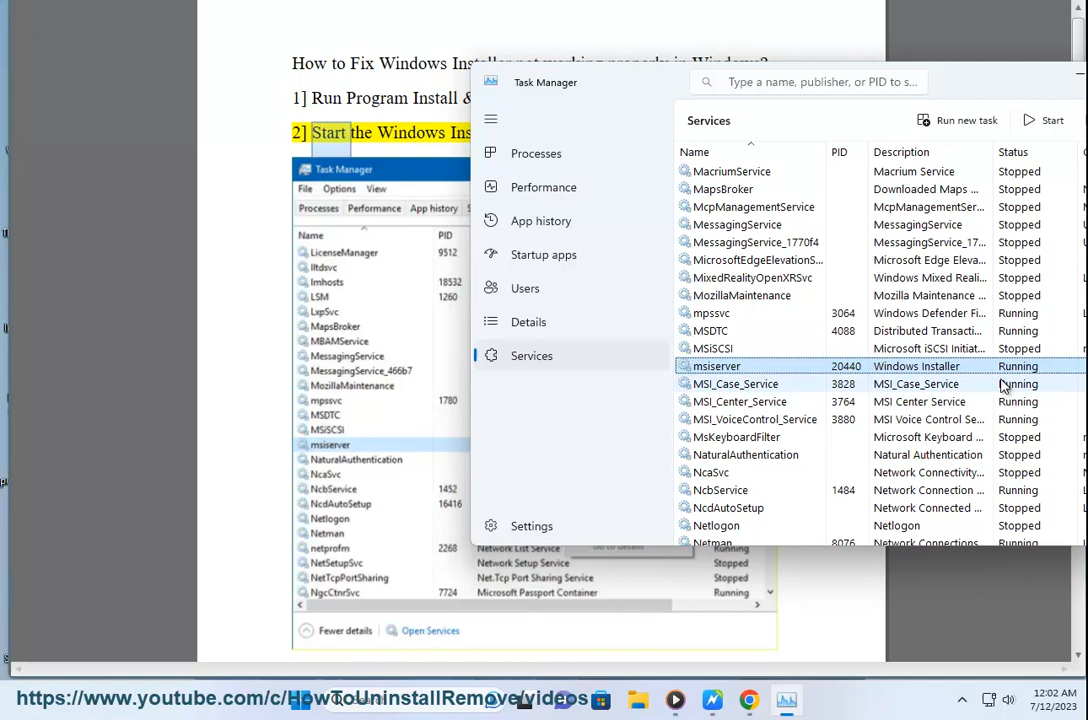 How to Fix Windows Installer not working properly in Windows?
1] Run Program Install &
2] Start the Windows Ins
Task Manager
File Options View
Processes Performance App history
Name PID
LicenseManager 9512
lltdsvc
lmhosts 18532
LSM 1260
LxpSvc
MapsBroker
MBAMService
MessagingService
MessagingService_466b7
MozillaMaintenance
mpssvc 1780
MSDTC
MSiSCSI
msiserver
NaturalAuthentication
NcaSvc
NcbService 1452
NcdAutoSetup 16416
Netlogon
Netman
netprofm 2268 Network List Service Running
NetSetupSvc Network Setup Service Stopped
NetTcpPortSharing Net.Tcp Port Sharing Service Stopped
NgcCtnrSvc 7724 Microsoft Passport Container Running
Fewer details Open Services
Task Manager
Type a name, publisher, or PID to s...
Processes
Performance
App history
Startup apps
Users
Details
Services
Settings
Services Run new task Start
Name PID Description Status
MacriumService Macrium Service Stopped
MapsBroker Downloaded Maps ... Stopped
McpManagementService McpManagementSer... Stopped
MessagingService MessagingService Stopped
MessagingService_1770f4 MessagingService_17... Stopped
MicrosoftEdgeElevationS... Microsoft Edge Eleva... Stopped
MixedRealityOpenXRSvc Windows Mixed Reali... Stopped
MozillaMaintenance Mozilla Maintenance ... Stopped
mpssvc 3064 Windows Defender Fi... Running
MSDTC 4088 Distributed Transacti... Running
MSiSCSI Microsoft iSCSI Initiat... Stopped
msiserver 20440 Windows Installer Running
MSI_Case_Service 3828 MSI_Case_Service Running
MSI_Center_Service 3764 MSI Center Service Running
MSI_VoiceControl_Service 3880 MSI Voice Control Se... Running
MsKeyboardFilter Microsoft Keyboard ... Stopped
NaturalAuthentication Natural Authentication Stopped
NcaSvc Network Connectivity... Stopped
NcbService 1484 Network Connection ... Running
NcdAutoSetup Network Connected ... Stopped
Netlogon Netlogon Stopped
Netman 8076 Network Connections Running
https://www.youtube.com/c/HowToUninstallRemove/videos
12:02 AM
7/12/2023